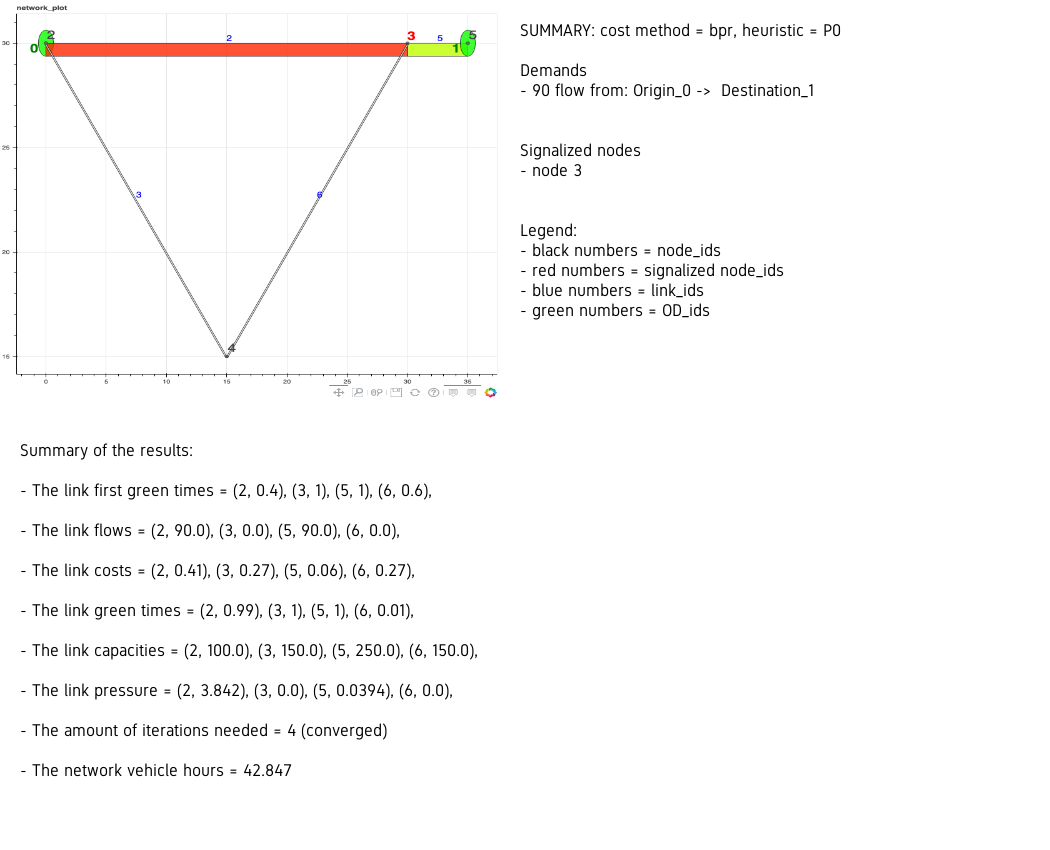 network_plot
2
5
3
2
5
0
1
30
25
3
6
20
4
15
0
5
10
15
20
25
30
35
SUMMARY: cost method = bpr, heuristic = P0
Demands
- 90 flow from: Origin_0 -> Destination_1
Signalized nodes
- node 3
Legend:
- black numbers = node_ids
- red numbers = signalized node_ids
- blue numbers = link_ids
- green numbers = OD_ids
Summary of the results:
- The link first green times = (2, 0.4), (3, 1), (5, 1), (6, 0.6),
- The link flows = (2, 90.0), (3, 0.0), (5, 90.0), (6, 0.0),
- The link costs = (2, 0.41), (3, 0.27), (5, 0.06), (6, 0.27),
- The link green times = (2, 0.99), (3, 1), (5, 1), (6, 0.01),
- The link capacities = (2, 100.0), (3, 150.0), (5, 250.0), (6, 150.0),
- The link pressure = (2, 3.842), (3, 0.0), (5, 0.0394), (6, 0.0),
- The amount of iterations needed = 4 (converged)
- The network vehicle hours = 42.847